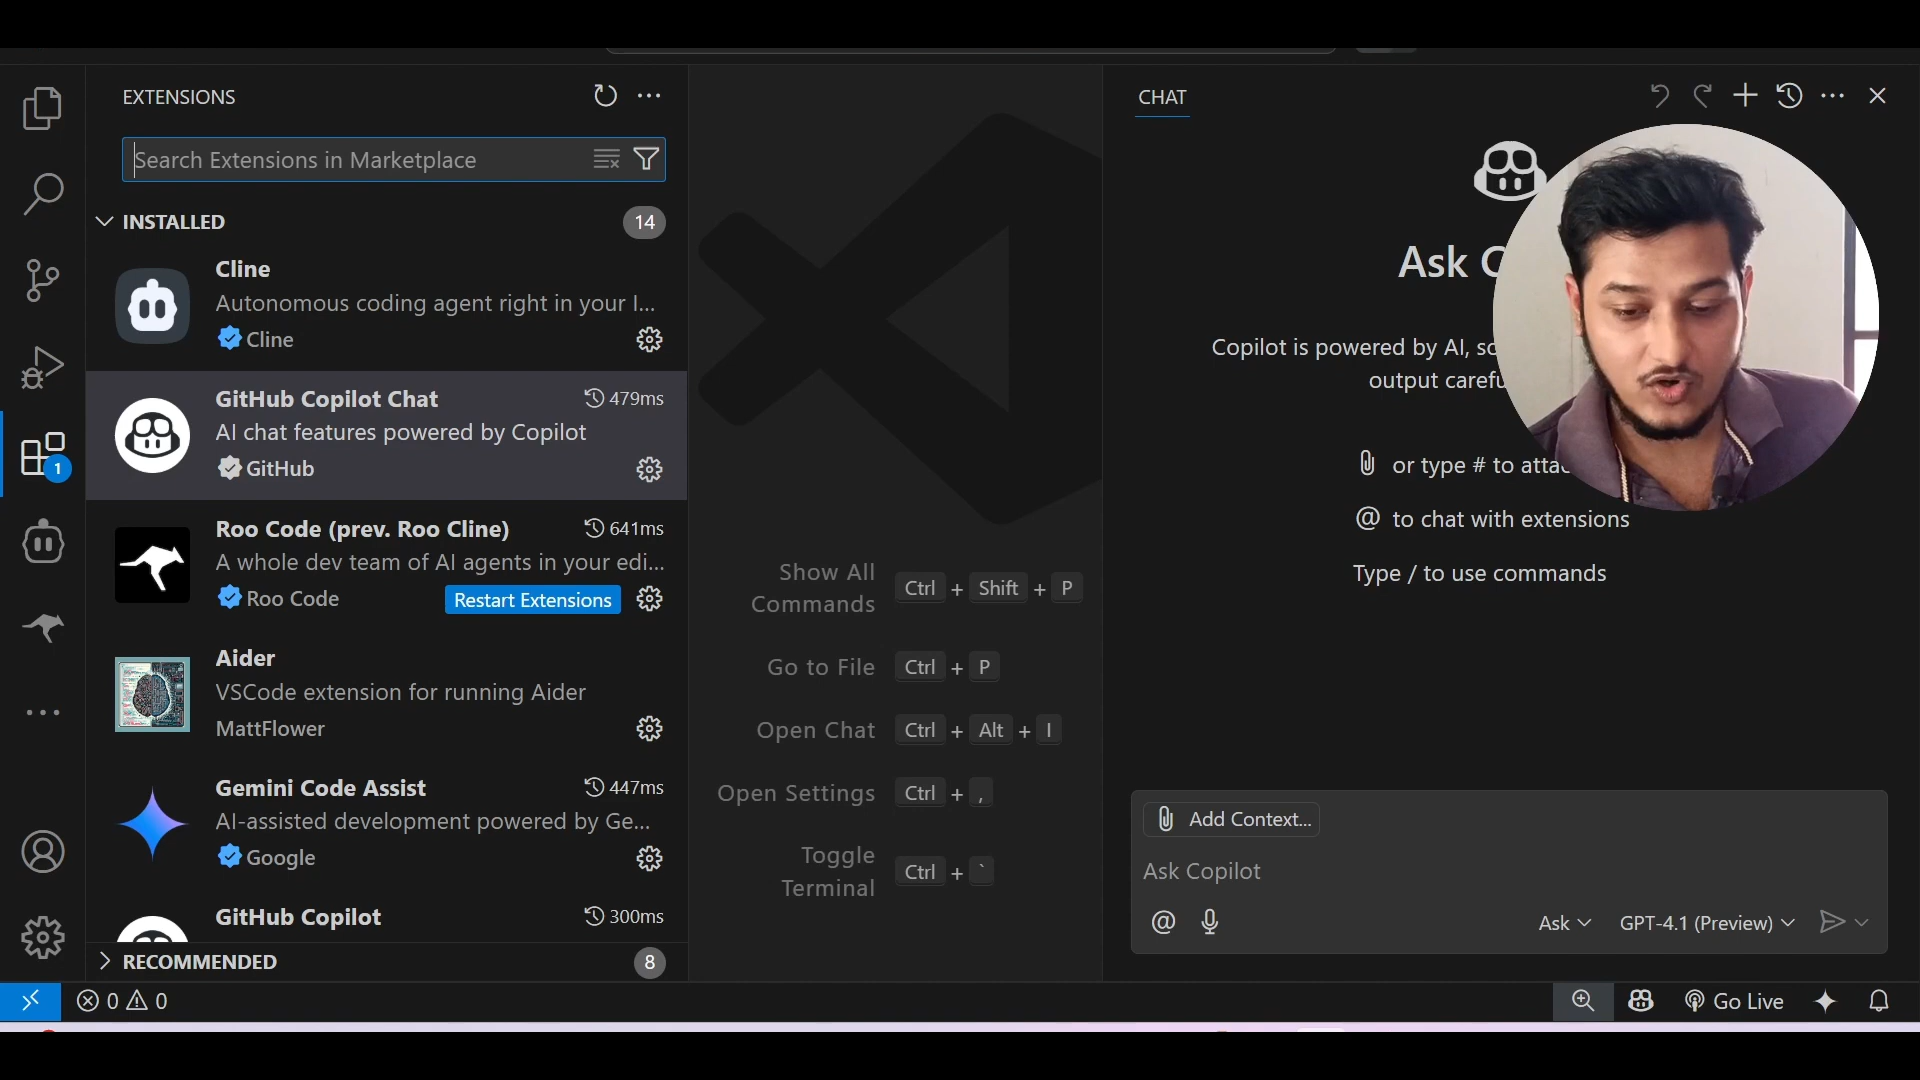 EXTENSIONS
Search Extensions in Marketplace
INSTALLED
14
Cline
Autonomous coding agent right in your I...
Cline
GitHub Copilot Chat
479ms
AI chat features powered by Copilot
GitHub
1
Roo Code (prev. Roo Cline)
641ms
A whole dev team of AI agents in your edi...
Roo Code
Restart Extensions
Aider
VSCode extension for running Aider
MattFlower
Gemini Code Assist
447ms
AI-assisted development powered by Ge...
Google
GitHub Copilot
300ms
RECOMMENDED
8
Show All
Commands
Ctrl + Shift + P
Go to File
Ctrl + P
Open Chat
Ctrl + Alt + I
Open Settings
Ctrl + ,
Toggle
Terminal
Ctrl + `
CHAT
Ask C
Copilot is powered by AI, so
output carefu
or type # to attac
@ to chat with extensions
Type / to use commands
Add Context...
Ask Copilot
@
Ask
GPT-4.1 (Preview)
0
0
Go Live